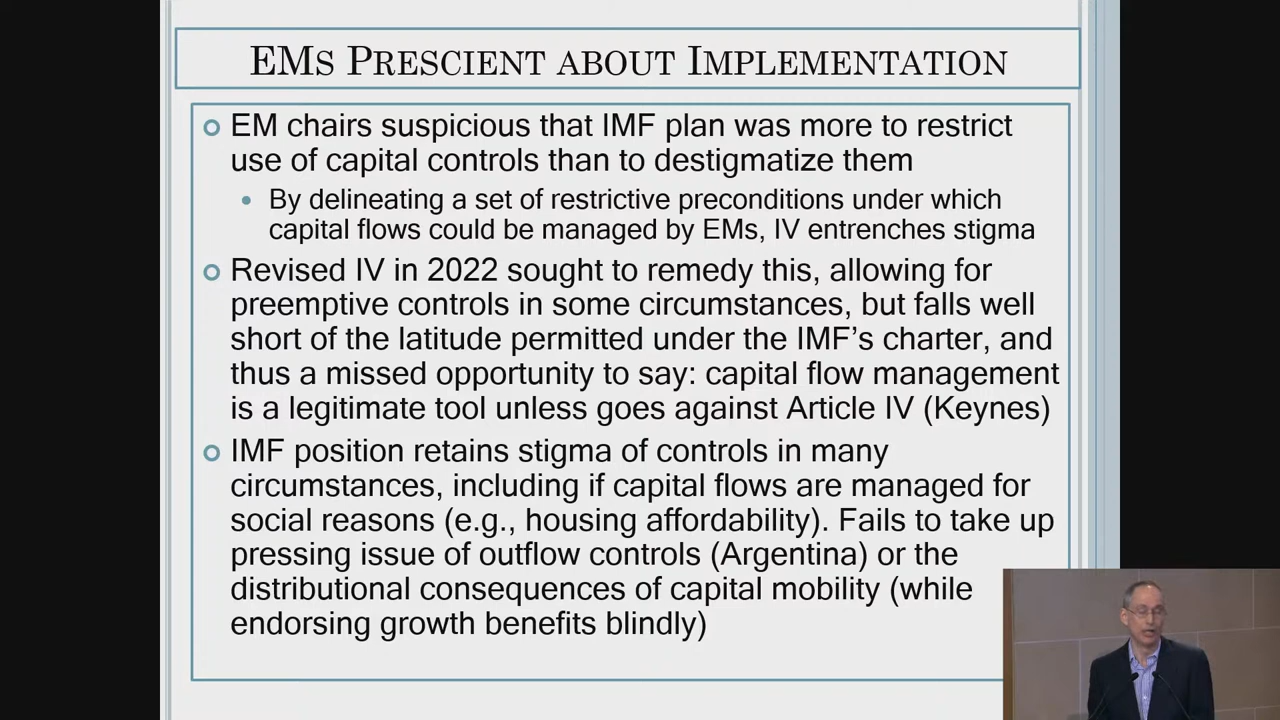 EMs Prescient about Implementation
EM chairs suspicious that IMF plan was more to restrict
use of capital controls than to destigmatize them
By delineating a set of restrictive preconditions under which
capital flows could be managed by EMs, IV entrenches stigma
Revised IV in 2022 sought to remedy this, allowing for
preemptive controls in some circumstances, but falls well
short of the latitude permitted under the IMF’s charter, and
thus a missed opportunity to say: capital flow management
is a legitimate tool unless goes against Article IV (Keynes)
IMF position retains stigma of controls in many
circumstances, including if capital flows are managed for
social reasons (e.g., housing affordability). Fails to take up
pressing issue of outflow controls (Argentina) or the
distributional consequences of capital mobility (while
endorsing growth benefits blindly)